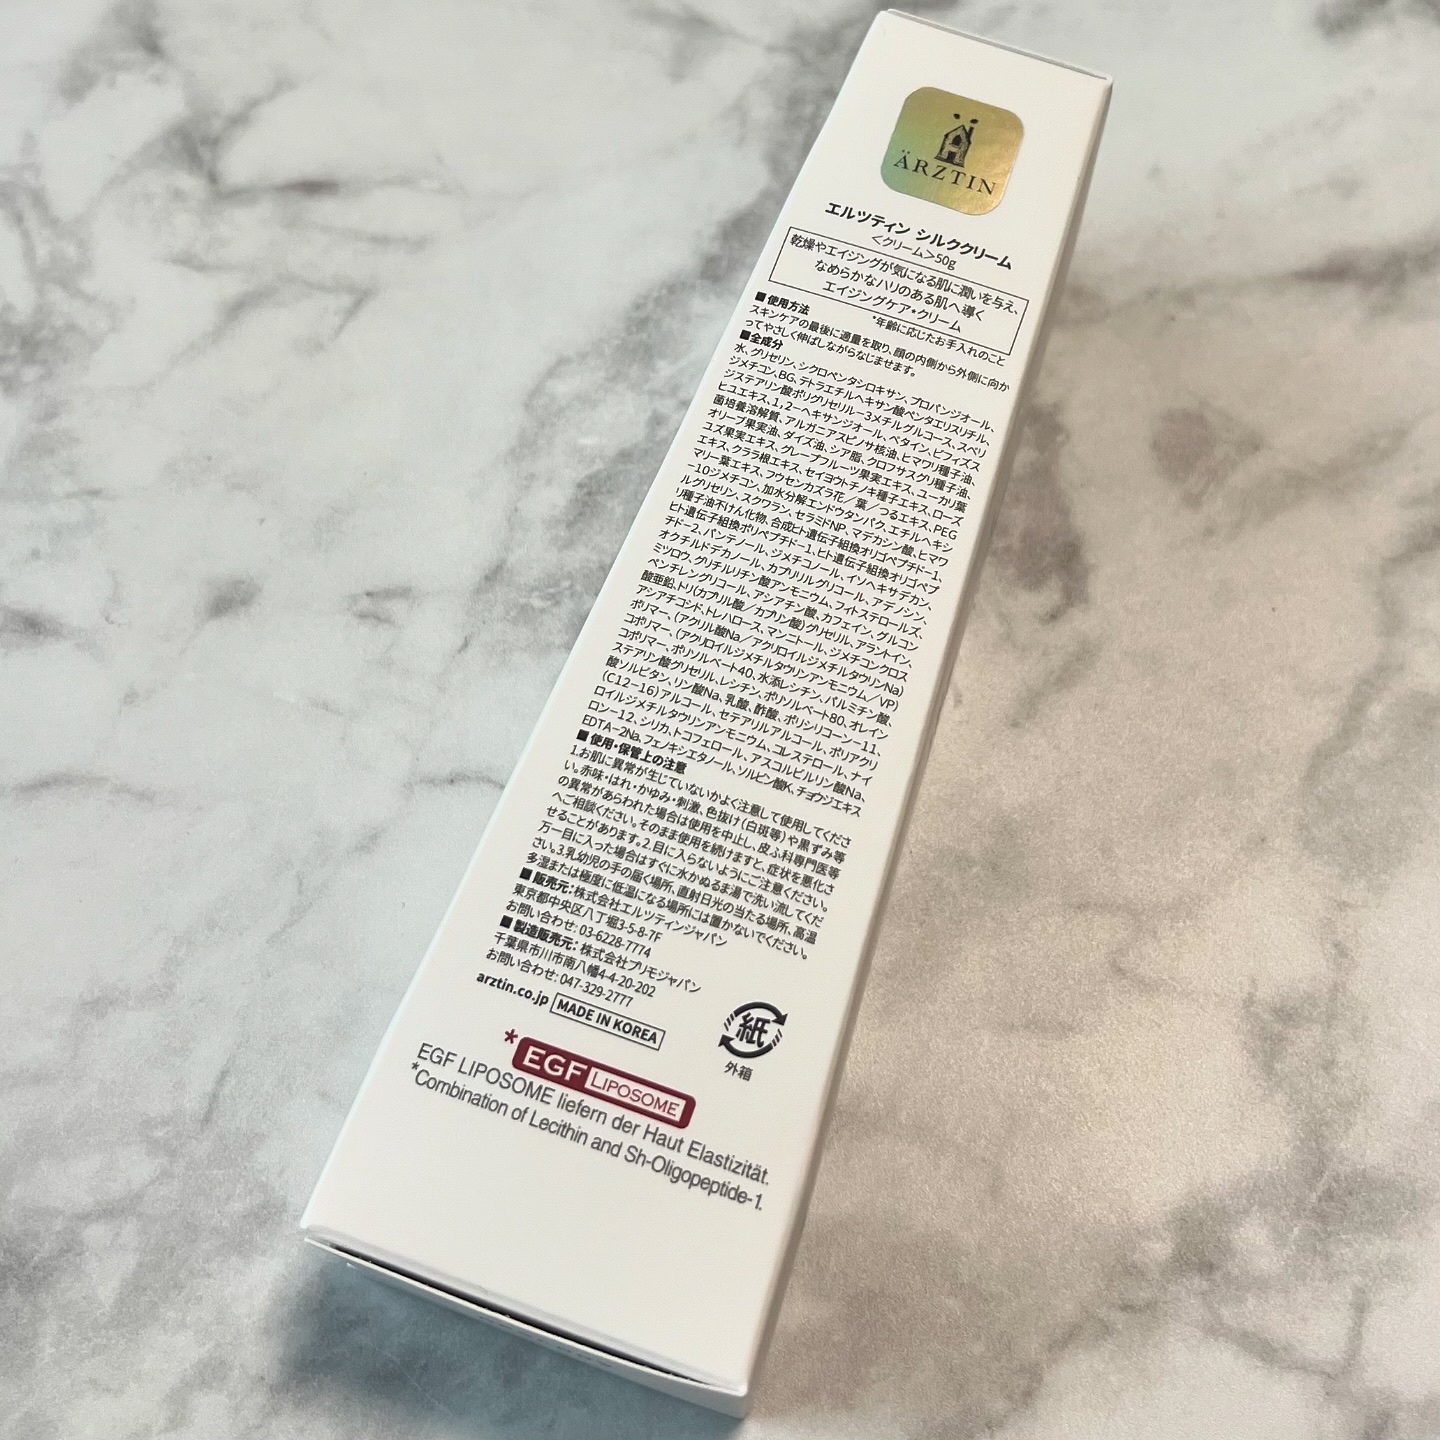 ÄRZTIN
エルツティン シルククリーム
＜クリーム＞50g
乾燥やエイジングが気になる肌に潤いを与え、
なめらかなハリのある肌へ導く
エイジングケア*クリーム
*年齢に応じたお手入れのこと
■ 使用方法
スキンケアの最後に適量を取り、顔の内側から外側に向か
ってやさしく伸ばしながらなじませます。
■全成分
水、グリセリン、シクロペンタシロキサン、プロパンジオール、
ジメチコン、BG、テトラエチルヘキサン酸ペンタエリスリチル、
ジステアリン酸ポリグリセリル－3メチルグルコース、スベリ
ヒユエキス、1,2－ヘキサンジオール、ベタイン、ビフィズス
菌培養溶解質、アルガニアスピノサ核油、ヒマワリ種子油、
オリーブ果実油、ダイズ油、シア脂、クロフサスグリ種子油、
ユズ果実エキス、グレープフルーツ果実エキス、ユーカリ葉
エキス、クララ根エキス、セイヨウトチノキ種子エキス、ローズ
マリー葉エキス、フウセンカズラ花／葉／つるエキス、PEG
－10ジメチコン、加水分解エンドウタンパク、エチルヘキシ
ルグリセリン、スクワラン、セラミドNP、マデカシン酸、ヒマワ
リ種子油不けん化物、合成ヒト遺伝子組換オリゴペプチド－1、
ヒト遺伝子組換ポリペプチド－1、ヒト遺伝子組換オリゴペプ
チド－2、パンテノール、ジメチコノール、イソヘキサデカン、
オクチルドデカノール、カプリリルグリコール、アデノシン、
ミツロウ、グリチルリチン酸アンモニウム、フィトステロールズ、
ペンチレングリコール、アシアチン酸、カフェイン、グルコン
酸亜鉛、トリ（カプリル酸／カプリン酸）グリセリル、アラントイン、
アシアチコシド、トレハロース、マンニトール、ジメチコンクロス
ポリマー、（アクリル酸Na／アクリロイルジメチルタウリンNa）
コポリマー、（アクリロイルジメチルタウリンアンモニウム／VP）
コポリマー、ポリソルベート40、水添レシチン、パルミチン酸、
ステアリン酸グリセリル、レシチン、ポリソルベート80、オレイン
酸ソルビタン、リン酸Na、乳酸、酢酸、ポリシリコーン－11、
（C12－16）アルコール、セテアリルアルコール、ポリアクリ
ロイルジメチルタウリンアンモニウム、コレステロール、ナイ
ロン－12、シリカ、トコフェロール、アスコルビルリン酸Na、
EDTA－2Na、フェノキシエタノール、ソルビン酸K、チョウジエキス
■ 使用・保管上の注意
1.お肌に異常が生じていないかよく注意して使用してくださ
い。赤味・はれ・かゆみ・刺激、色抜け（白斑等）や黒ずみ等
の異常があらわれた場合は使用を中止し、皮ふ科専門医等
へご相談ください。そのまま使用を続けますと、症状を悪化さ
せることがあります。2.目に入らないようにご注意ください。
万一目に入った場合はすぐに水かぬるま湯で洗い流してくだ
さい。3.乳幼児の手の届く場所、直射日光の当たる場所、高温
多湿または極度に低温になる場所には置かないでください。
■ 販売元：株式会社エルツティンジャパン
東京都中央区八丁堀3-5-8-7F
お問い合わせ: 03-6228-7774
■ 製造販売元：株式会社プリモジャパン
千葉県市川市南八幡4-4-20-202
お問い合わせ: 047-329-2777
arztin.co.jp MADE IN KOREA
紙
外箱
*EGF LIPOSOME
EGF LIPOSOME liefern der Haut Elastizität.
*Combination of Lecithin and Sh-Oligopeptide-1.